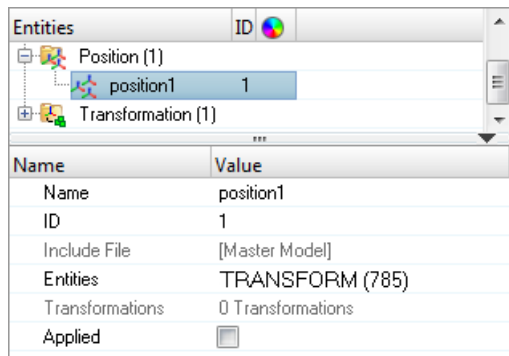 Entities ID
Position (1)
position1 1
Transformation (1)
Name Value
Name position1
ID 1
Include File [Master Model]
Entities TRANSFORM (785)
Transformations 0 Transformations
Applied